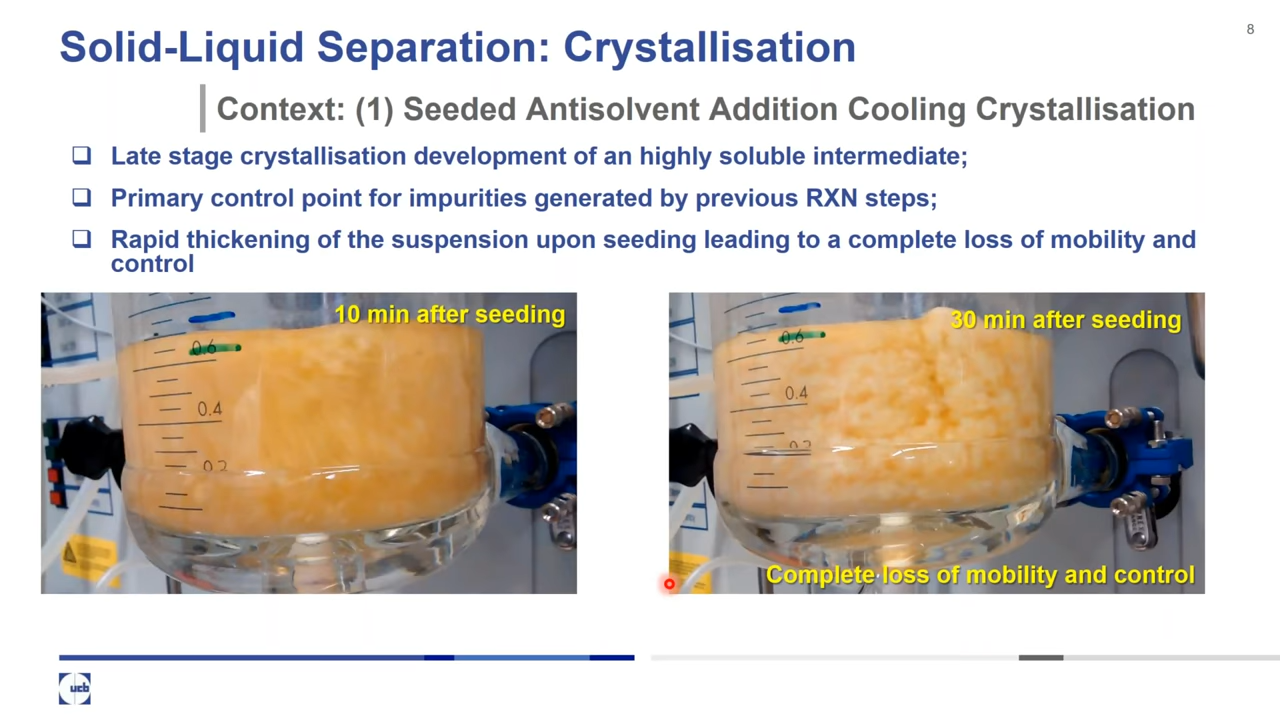 8
Solid-Liquid Separation: Crystallisation
Context: (1) Seeded Antisolvent Addition Cooling Crystallisation
❑ Late stage crystallisation development of an highly soluble intermediate;
❑ Primary control point for impurities generated by previous RXN steps;
❑ Rapid thickening of the suspension upon seeding leading to a complete loss of mobility and
control
10 min after seeding
0.6
0.4
0.2
30 min after seeding
0.6
0.4
0.2
Complete loss of mobility and control
ucb